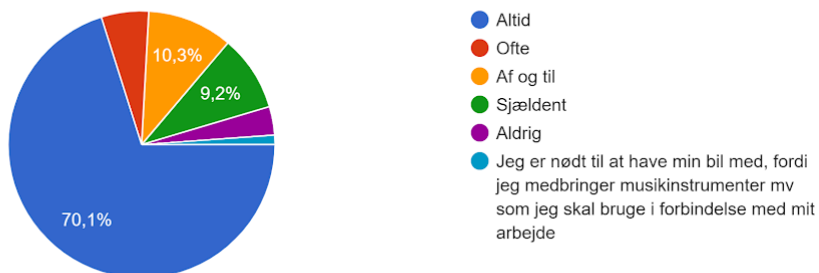 10,3%
9,2%
70,1%
Altid
Ofte
Af og til
Sjældent
Aldrig
Jeg er nødt til at have min bil med, fordi
jeg medbringer musikinstrumenter mv
som jeg skal bruge i forbindelse med mit
arbejde